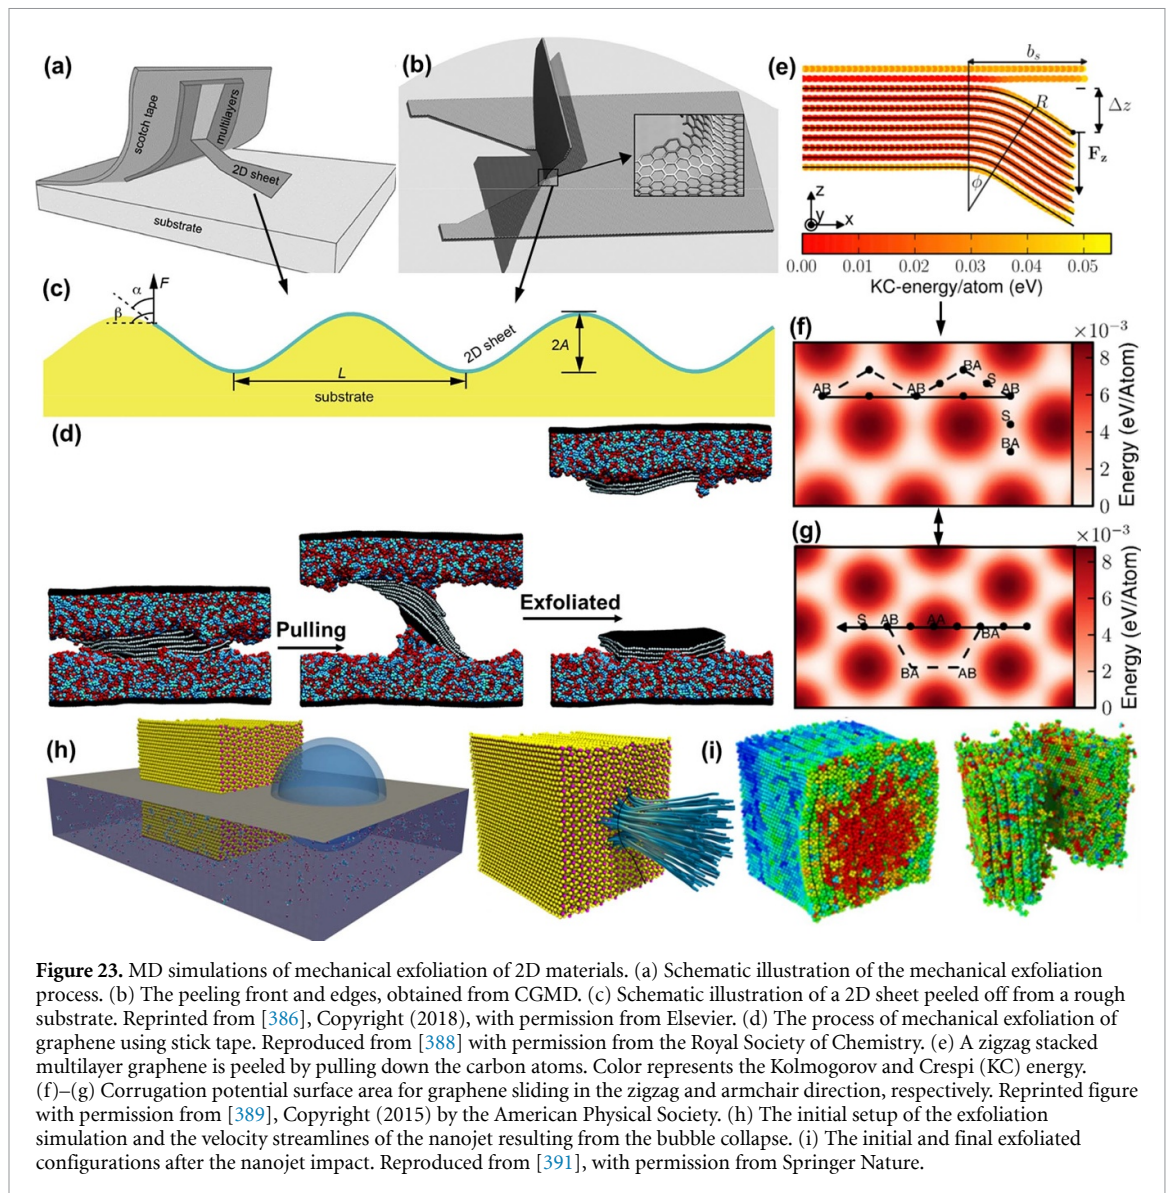 (a)
scotch tape
multilayers
2D sheet
substrate
(b)
(c)
F
α
β
2D sheet
2A
L
substrate
(d)
Pulling
Exfoliated
(e)
b_s
R
Δz
F_z
ϕ
z
y
x
0.00 0.01 0.02 0.03 0.04 0.05
KC-energy/atom (eV)
(f)
×10⁻³
AB AB BA S AB
S
BA
8
6
4
2
0
Energy (eV/Atom)
(g)
×10⁻³
S AB AA BA
BA AB
8
6
4
2
0
Energy (eV/Atom)
(h)
(i)
Figure 23. MD simulations of mechanical exfoliation of 2D materials. (a) Schematic illustration of the mechanical exfoliation
process. (b) The peeling front and edges, obtained from CGMD. (c) Schematic illustration of a 2D sheet peeled off from a rough
substrate. Reprinted from [386], Copyright (2018), with permission from Elsevier. (d) The process of mechanical exfoliation of
graphene using stick tape. Reproduced from [388] with permission from the Royal Society of Chemistry. (e) A zigzag stacked
multilayer graphene is peeled by pulling down the carbon atoms. Color represents the Kolmogorov and Crespi (KC) energy.
(f)–(g) Corrugation potential surface area for graphene sliding in the zigzag and armchair direction, respectively. Reprinted figure
with permission from [389], Copyright (2015) by the American Physical Society. (h) The initial setup of the exfoliation
simulation and the velocity streamlines of the nanojet resulting from the bubble collapse. (i) The initial and final exfoliated
configurations after the nanojet impact. Reproduced from [391], with permission from Springer Nature.